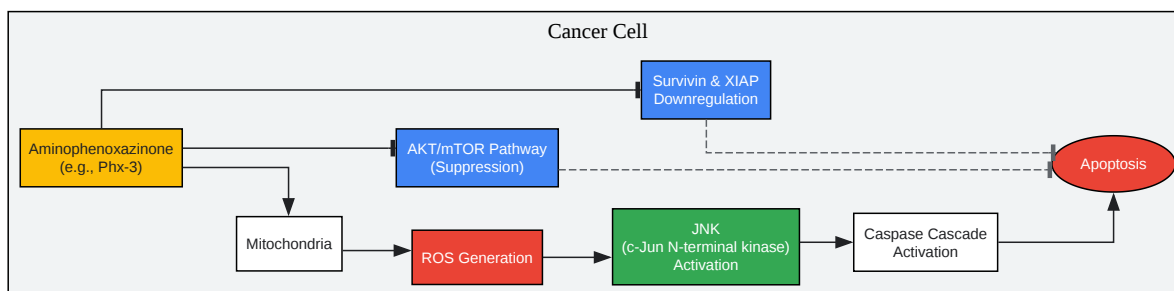 Cancer Cell
Survivin & XIAP
Downregulation
Aminophenoxazinone
(e.g., Phx-3)
AKT/mTOR Pathway
(Suppression)
Apoptosis
Mitochondria
ROS Generation
JNK
(c-Jun N-terminal kinase)
Activation
Caspase Cascade
Activation